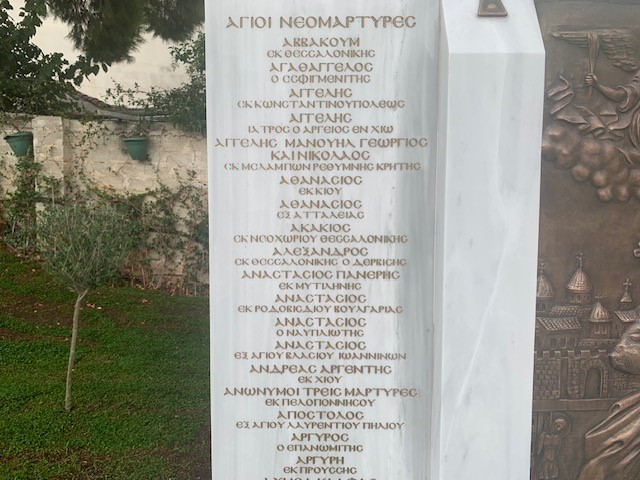 ΑΓΙΟΙ ΝΕΟΜΑΡΤΥΡΕΣ
ΑΒΒΑΚΟΥΜ
ΕΚ ΘΕΣΣΑΛΟΝΙΚΗΣ
ΑΓΑΘΑΓΓΕΛΟΣ
Ο ΕΣΦΙΓΜΕΝΙΤΗΣ
ΑΓΓΕΛΗΣ
ΕΚ ΚΩΝΣΤΑΝΤΙΝΟΥΠΟΛΕΩΣ
ΑΓΓΕΛΗΣ
ΙΑΤΡΟΣ Ο ΑΡΓΕΙΟΣ ΕΝ ΧΙΩ
ΑΓΓΕΛΗΣ ΜΑΝΟΥΗΛ ΓΕΩΡΓΙΟΣ
ΚΑΙ ΝΙΚΟΛΑΟΣ
ΕΚ ΜΕΛΑΜΠΩΝ ΡΕΘΥΜΝΗΣ ΚΡΗΤΗΣ
ΑΘΑΝΑΣΙΟΣ
ΕΚ ΚΙΟΥ
ΑΘΑΝΑΣΙΟΣ
ΕΞ ΑΤΤΑΛΕΙΑΣ
ΑΚΑΚΙΟΣ
ΕΚ ΝΕΟΧΩΡΙΟΥ ΘΕΣΣΑΛΟΝΙΚΗΣ
ΑΛΕΞΑΝΔΡΟΣ
ΕΚ ΘΕΣΣΑΛΟΝΙΚΗΣ Ο ΔΕΡΒΙΣΗΣ
ΑΝΑΣΤΑΣΙΟΣ ΠΑΝΕΡΗΣ
ΕΚ ΜΥΤΙΛΗΝΗΣ
ΑΝΑΣΤΑΣΙΟΣ
ΕΚ ΡΟΔΟΒΙΣΔΙΟΥ ΒΟΥΛΓΑΡΙΑΣ
ΑΝΑΣΤΑΣΙΟΣ
Ο ΝΑΥΠΛΙΩΤΗΣ
ΑΝΑΣΤΑΣΙΟΣ
ΕΞ ΑΓΙΟΥ ΒΛΑΣΙΟΥ ΙΩΑΝΝΙΝΩΝ
ΑΝΔΡΕΑΣ ΑΡΓΕΝΤΗΣ
ΕΚ ΧΙΟΥ
ΑΝΩΝΥΜΟΙ ΤΡΕΙΣ ΜΑΡΤΥΡΕΣ
ΕΚ ΠΕΛΟΠΟΝΝΗΣΟΥ
ΑΠΟΣΤΟΛΟΣ
ΕΞ ΑΓΙΟΥ ΛΑΥΡΕΝΤΙΟΥ ΠΗΛΙΟΥ
ΑΡΓΥΡΟΣ
Ο ΕΠΑΝΩΜΙΤΗΣ
ΑΡΓΥΡΗ
ΕΚ ΠΡΟΥΣΣΗΣ